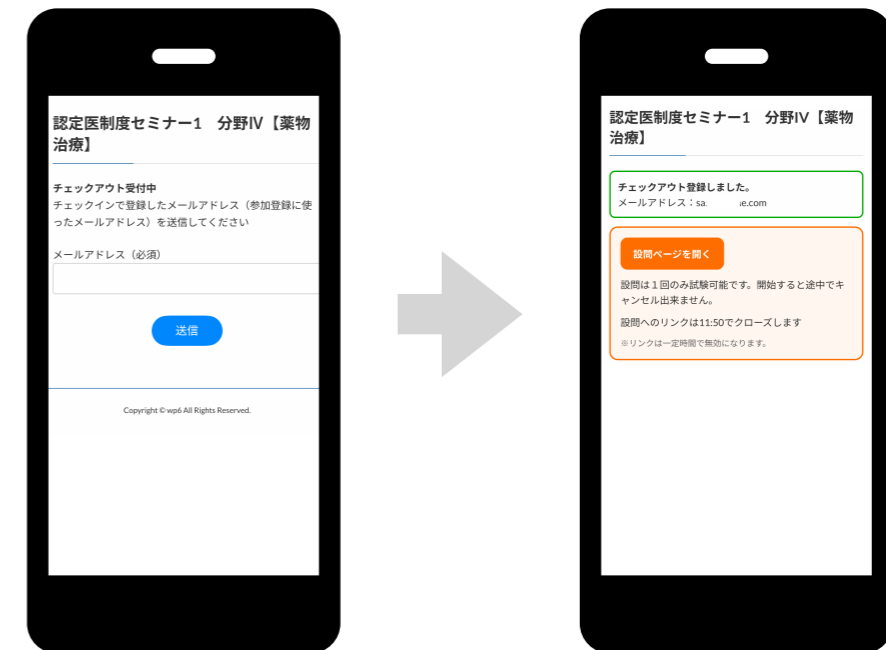 認定医制度セミナー1　分野Ⅳ【薬物
治療】
チェックアウト受付中
チェックインで登録したメールアドレス（参加登録に使
ったメールアドレス）を送信してください
メールアドレス（必須）
送信
Copyright © wp6 All Rights Reserved.
認定医制度セミナー1　分野Ⅳ【薬物
治療】
チェックアウト登録しました。
メールアドレス：sa e.com
設問ページを開く
設問は１回のみ試験可能です。開始すると途中でキ
ャンセル出来ません。
設問へのリンクは11:50でクローズします
※リンクは一定時間で無効になります。